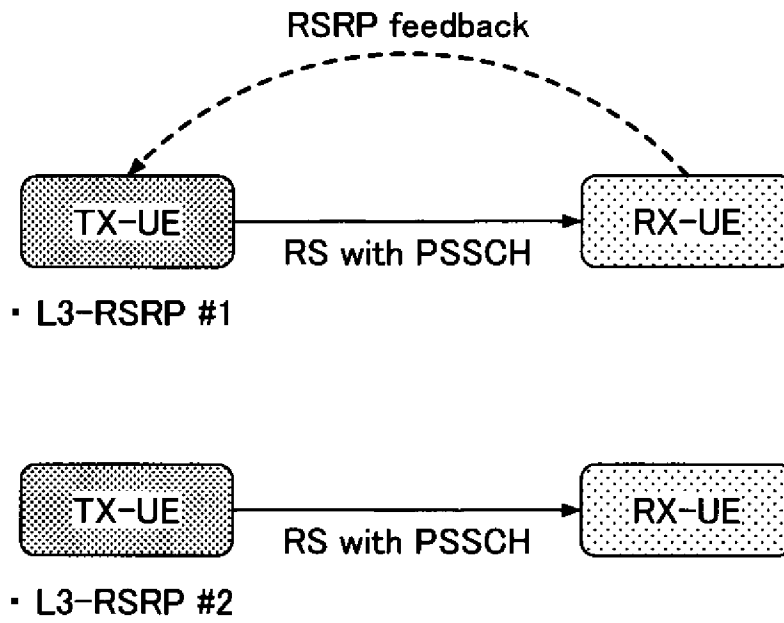 RSRP feedback
TX-UE
RX-UE
RS with PSSCH
・ L3-RSRP #1
TX-UE
RX-UE
RS with PSSCH
・ L3-RSRP #2